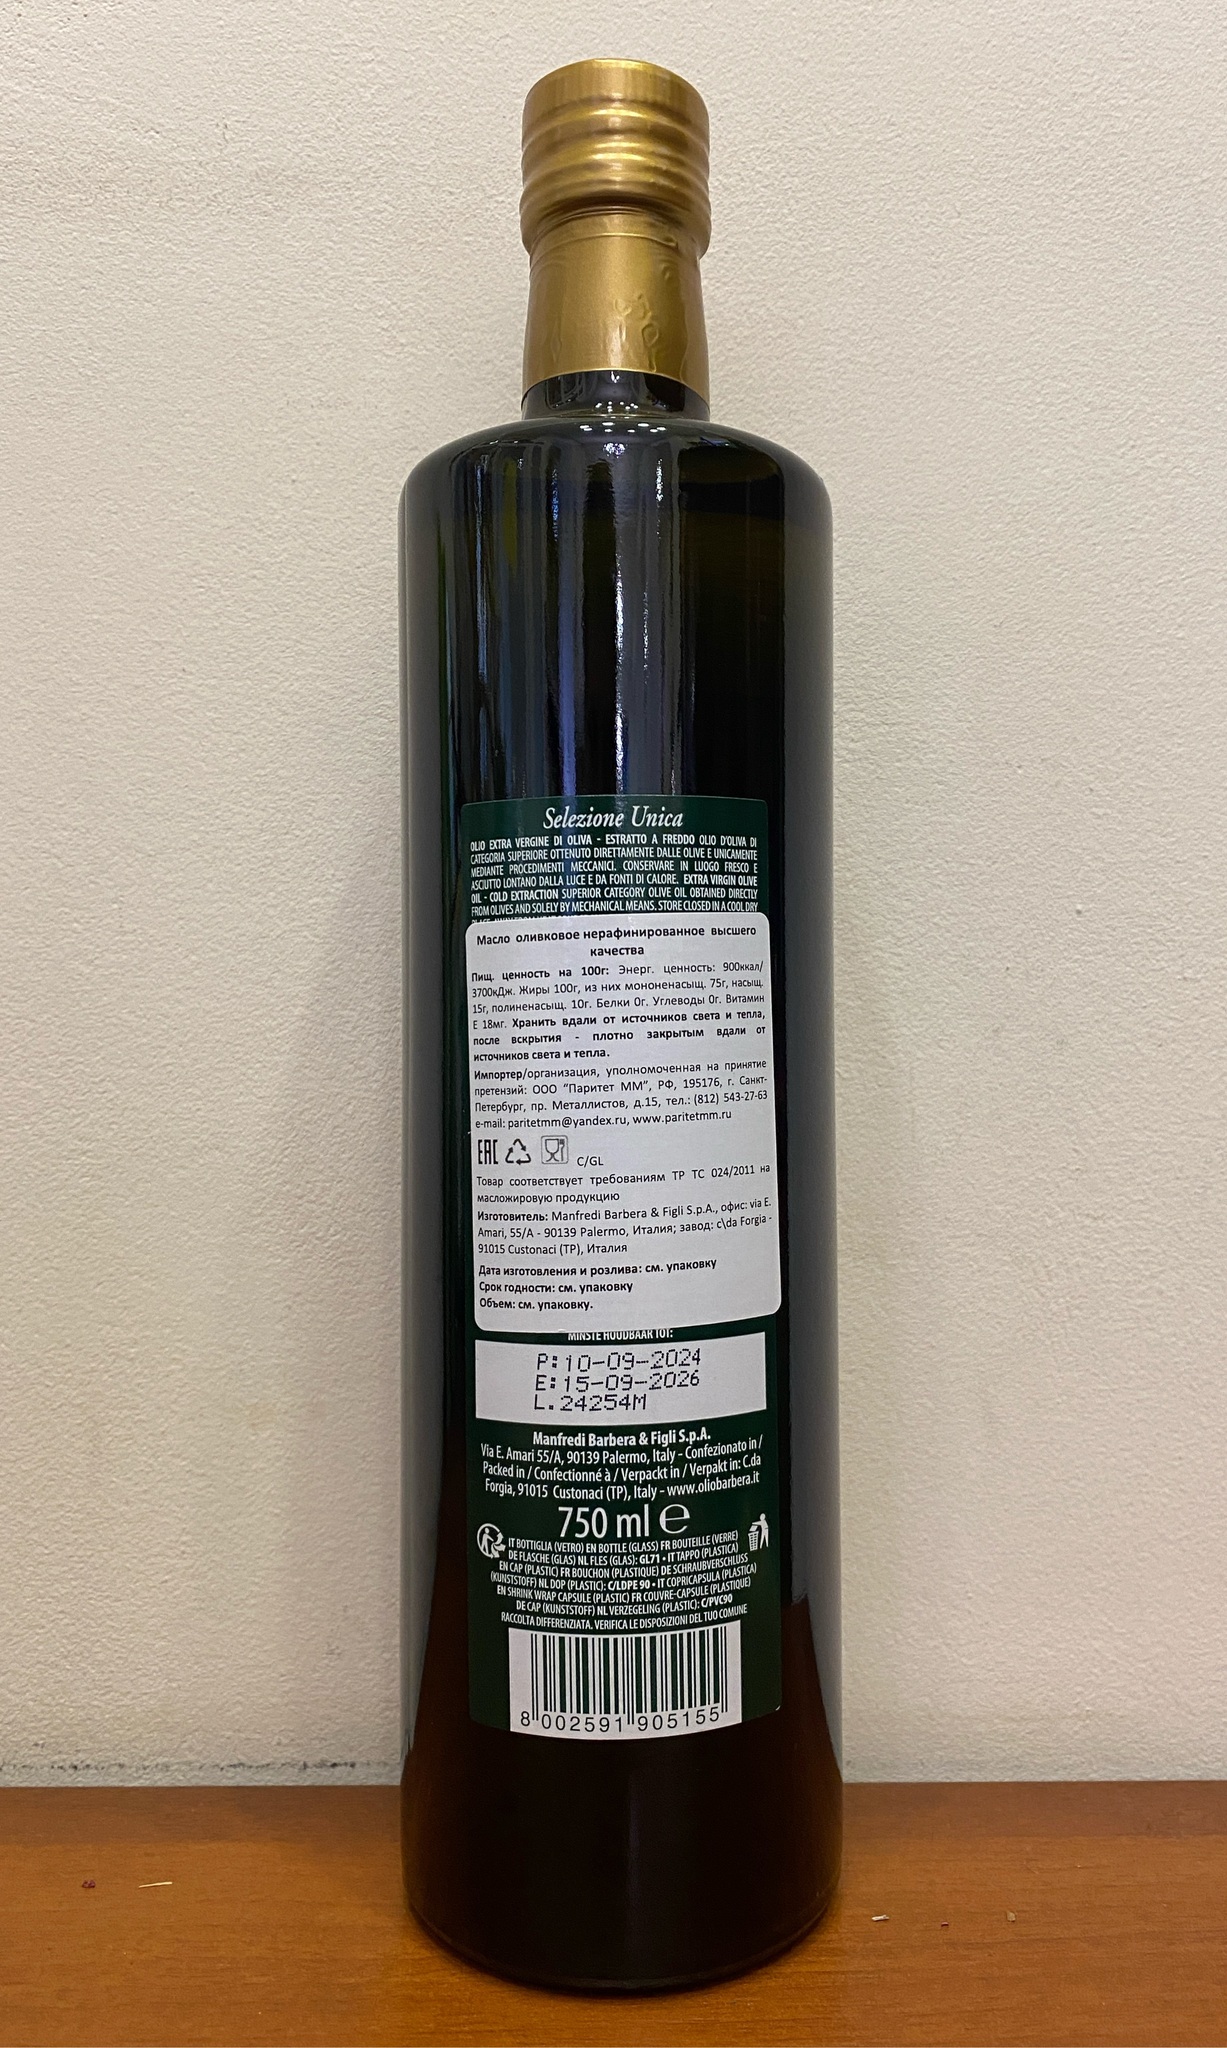 Selezione Unica
OLIO EXTRA VERGINE DI OLIVA - ESTRATTO A FREDDO OLIO D'OLIVA DI
CATEGORIA SUPERIORE OTTENUTO DIRETTAMENTE DALLE OLIVE E UNICAMENTE
MEDIANTE PROCEDIMENTI MECCANICI. CONSERVARE IN LUOGO FRESCO E
ASCIUTTO LONTANO DALLA LUCE E DA FONTI DI CALORE. EXTRA VIRGIN OLIVE
OIL - COLD EXTRACTION SUPERIOR CATEGORY OLIVE OIL OBTAINED DIRECTLY
FROM OLIVES AND SOLELY BY MECHANICAL MEANS. STORE CLOSED IN A COOL DRY
Масло оливковое нерафинированное высшего
качества
Пищ. ценность на 100г: Энерг. ценность: 900ккал/
3700кДж. Жиры 100г, из них мононенасыщ. 75г, насыщ.
15г, полиненасыщ. 10г. Белки 0г. Углеводы 0г. Витамин
Е 18мг. Хранить вдали от источников света и тепла,
после вскрытия - плотно закрытым вдали от
источников света и тепла.
Импортер/организация, уполномоченная на принятие
претензий: ООО "Паритет ММ", РФ, 195176, г. Санкт-
Петербург, пр. Металлистов, д.15, тел.: (812) 543-27-63
e-mail: paritetmm@yandex.ru, www.paritetmm.ru
EAC C/GL
Товар соответствует требованиям ТР ТС 024/2011 на
масложировую продукцию
Изготовитель: Manfredi Barbera & Figli S.p.A., офис: via E.
Amari, 55/A - 90139 Palermo, Италия; завод: c\da Forgia -
91015 Custonaci (TP), Италия
Дата изготовления и розлива: см. упаковку
Срок годности: см. упаковку
Объем: см. упаковку.
MINSTE HOUDBAAR TOT:
P:10-09-2024
E:15-09-2026
L.24254M
Manfredi Barbera & Figli S.p.A.
Via E. Amari 55/A, 90139 Palermo, Italy - Confezionato in /
Packed in / Confectionné à / Verpackt in / Verpakt in: C.da
Forgia, 91015 Custonaci (TP), Italy - www.oliobarbera.it
750 ml ℮
IT BOTTIGLIA (VETRO) EN BOTTLE (GLASS) FR BOUTEILLE (VERRE)
DE FLASCHE (GLAS) NL FLES (GLAS): GL71 • IT TAPPO (PLASTICA)
EN CAP (PLASTIC) FR BOUCHON (PLASTIQUE) DE SCHRAUBVERSCHLUSS
(KUNSTSTOFF) NL DOP (PLASTIC): C/LDPE 90 • IT COPRICAPSULA (PLASTICA)
EN SHRINK WRAP CAPSULE (PLASTIC) FR COUVRE-CAPSULE (PLASTIQUE)
DE CAP (KUNSTSTOFF) NL VERZEGELING (PLASTIC): C/PVC90
RACCOLTA DIFFERENZIATA. VERIFICA LE DISPOSIZIONI DEL TUO COMUNE
8 002591 905155